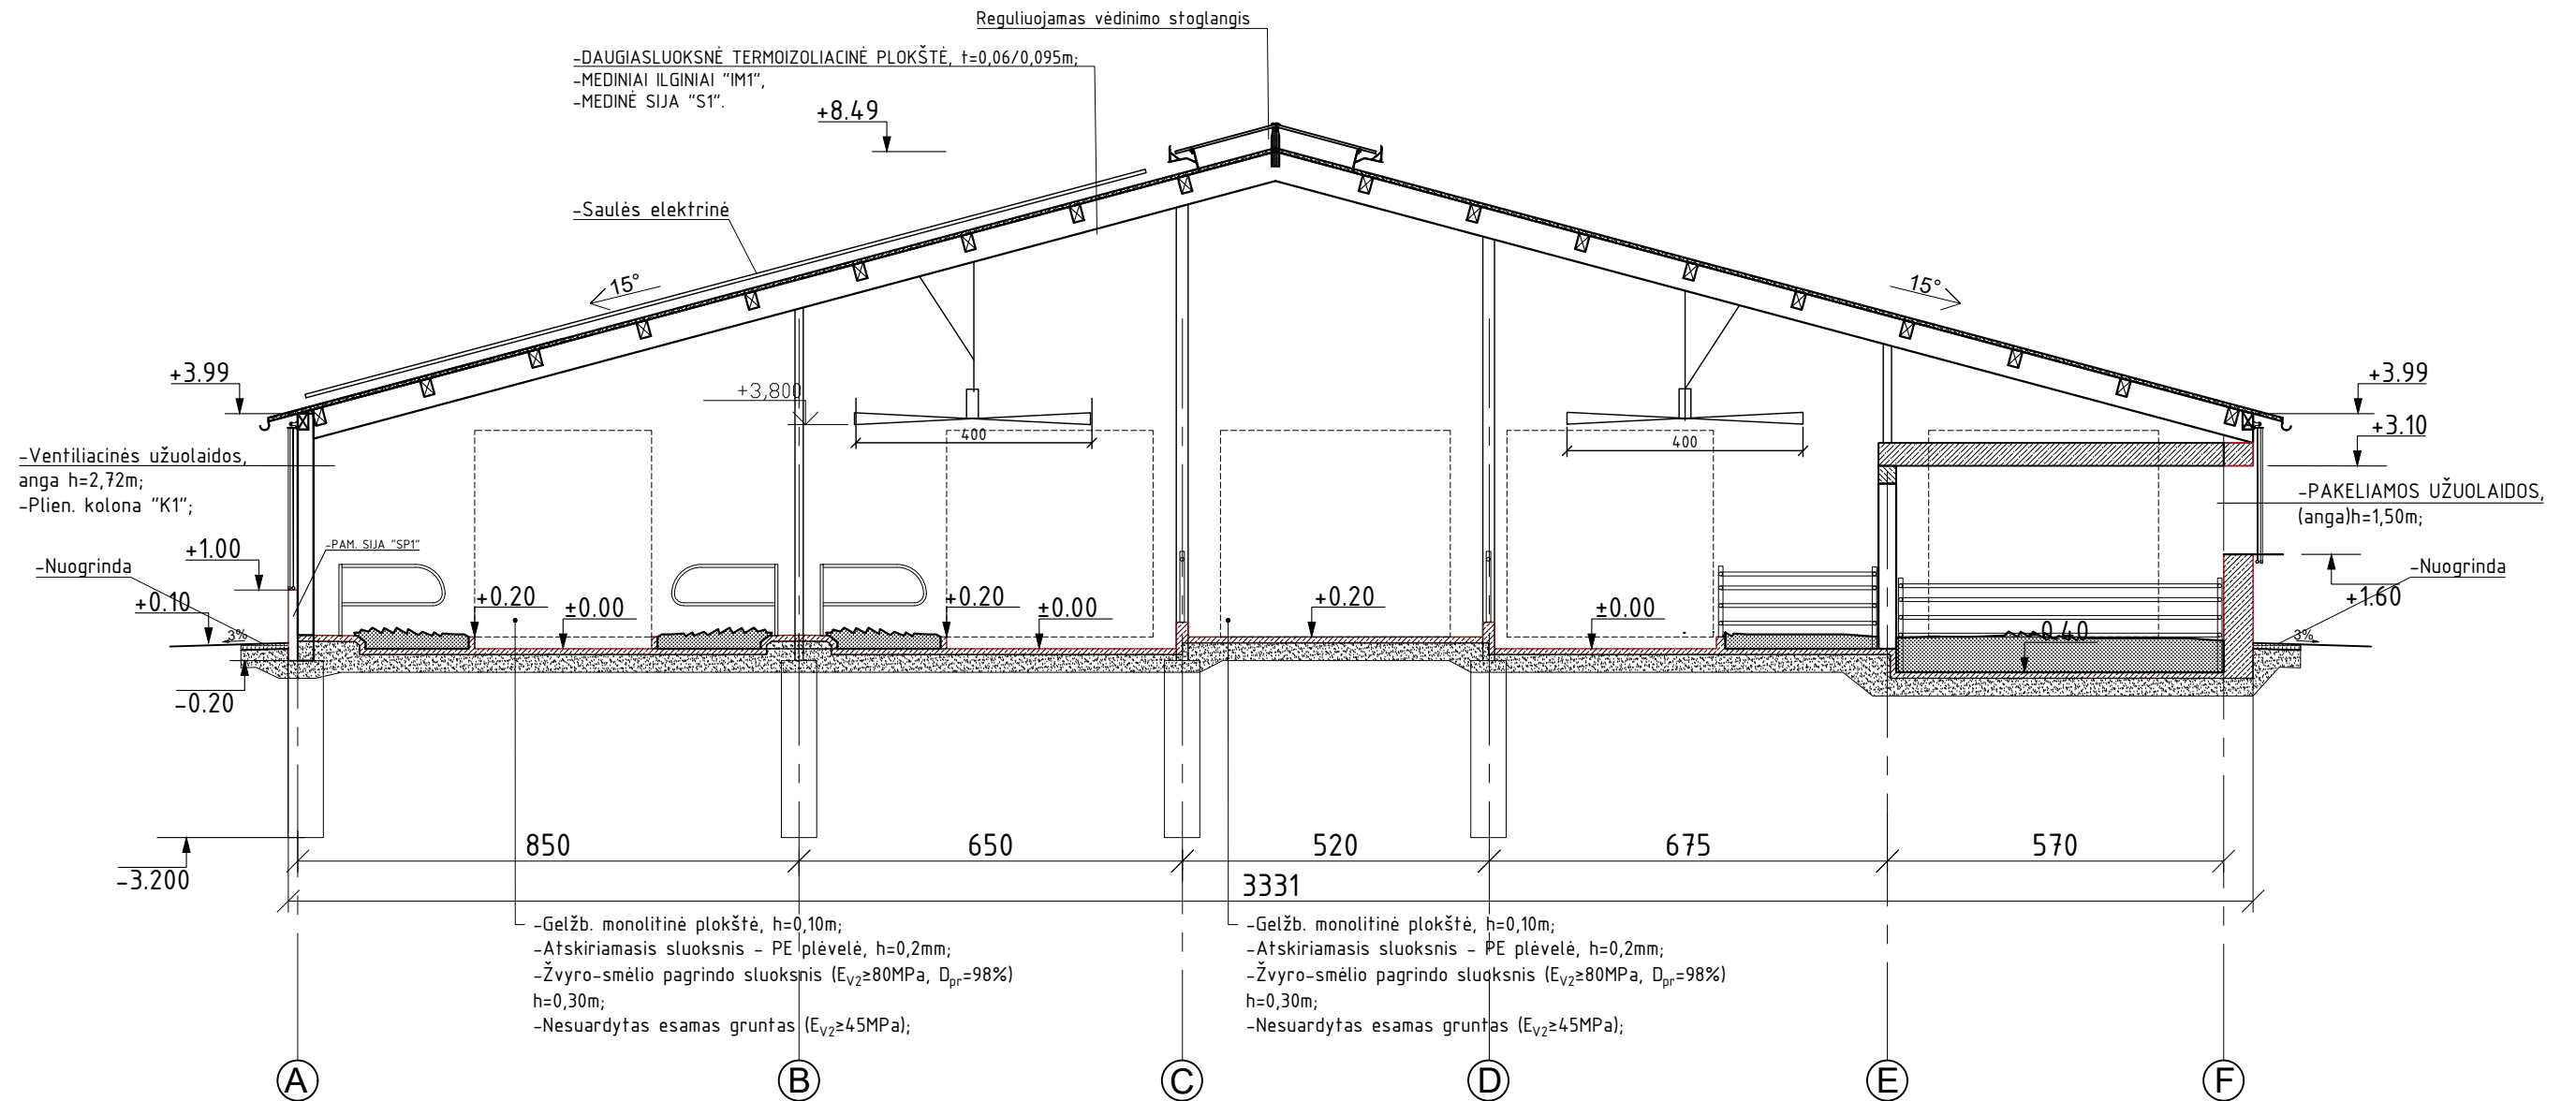 Reguliuojamas vėdinimo stoglangis
-DAUGIASLUOKSNĖ TERMOIZOLIACINĖ PLOKŠTĖ, t=0,06/0,095m;
-MEDINIAI ILGINIAI "IM1",
-MEDINĖ SIJA "S1".
+8.49
-Saulės elektrinė
15°
15°
+3.99
+3,800
+3.99
+3.10
400
400
-Ventiliacinės užuolaidos,
anga h=2,72m;
-Plien. kolona "K1";
-PAKELIAMOS UŽUOLAIDOS,
(anga)h=1,50m;
+1.00
-PAM. SIJA "SP1"
-Nuogrinda
-Nuogrinda
+0.10
+0.20
±0.00
+0.20
±0.00
+0.20
±0.00
+1.60
3%
-0.40
3%
-0.20
850
650
520
675
570
-3.200
3331
-Gelžb. monolitinė plokštė, h=0,10m;
-Atskiriamasis sluoksnis - PE plėvelė, h=0,2mm;
-Žvyro-smėlio pagrindo sluoksnis (EV2≥80MPa, Dpr=98%)
h=0,30m;
-Nesuardytas esamas gruntas (EV2≥45MPa);
-Gelžb. monolitinė plokštė, h=0,10m;
-Atskiriamasis sluoksnis - PE plėvelė, h=0,2mm;
-Žvyro-smėlio pagrindo sluoksnis (EV2≥80MPa, Dpr=98%)
h=0,30m;
-Nesuardytas esamas gruntas (EV2≥45MPa);
A
B
C
D
E
F